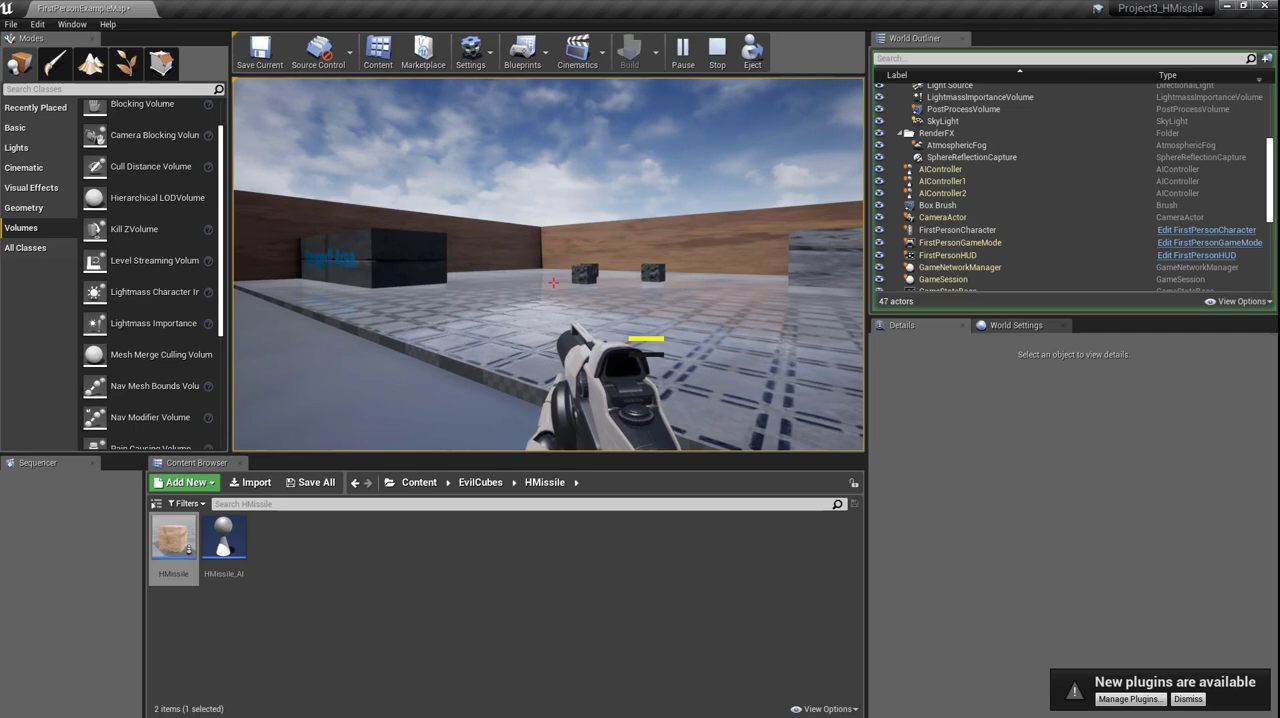 FirstPersonExampleMap*
Project3_HMissile
File Edit Window Help
Modes
Search Classes
Recently Placed
Basic
Lights
Cinematic
Visual Effects
Geometry
Volumes
All Classes
Blocking Volume
Camera Blocking Volun
Cull Distance Volume
Hierarchical LODVolume
Kill ZVolume
Level Streaming Volum
Lightmass Character Ir
Lightmass Importance
Mesh Merge Culling Volum
Nav Mesh Bounds Volu
Nav Modifier Volume
Pain Causing Volume
Save Current
Source Control
Content
Marketplace
Settings
Blueprints
Cinematics
Build
Pause
Stop
Eject
World Outliner
Search...
Label Type
Light Source DirectionalLight
LightmassImportanceVolume LightmassImportanceVolume
PostProcessVolume PostProcessVolume
SkyLight SkyLight
RenderFX Folder
AtmosphericFog AtmosphericFog
SphereReflectionCapture SphereReflectionCapture
AIController AIController
AIController1 AIController
AIController2 AIController
Box Brush Brush
CameraActor CameraActor
FirstPersonCharacter Edit FirstPersonCharacter
FirstPersonGameMode Edit FirstPersonGameMode
FirstPersonHUD Edit FirstPersonHUD
GameNetworkManager GameNetworkManager
GameSession GameSession
47 actors
View Options
Details
World Settings
Select an object to view details.
Sequencer
Content Browser
Add New
Import
Save All
Content
EvilCubes
HMissile
Filters
Search HMissile
HMissile
HMissile_AI
2 items (1 selected)
View Options
New plugins are available
Manage Plugins...
Dismiss